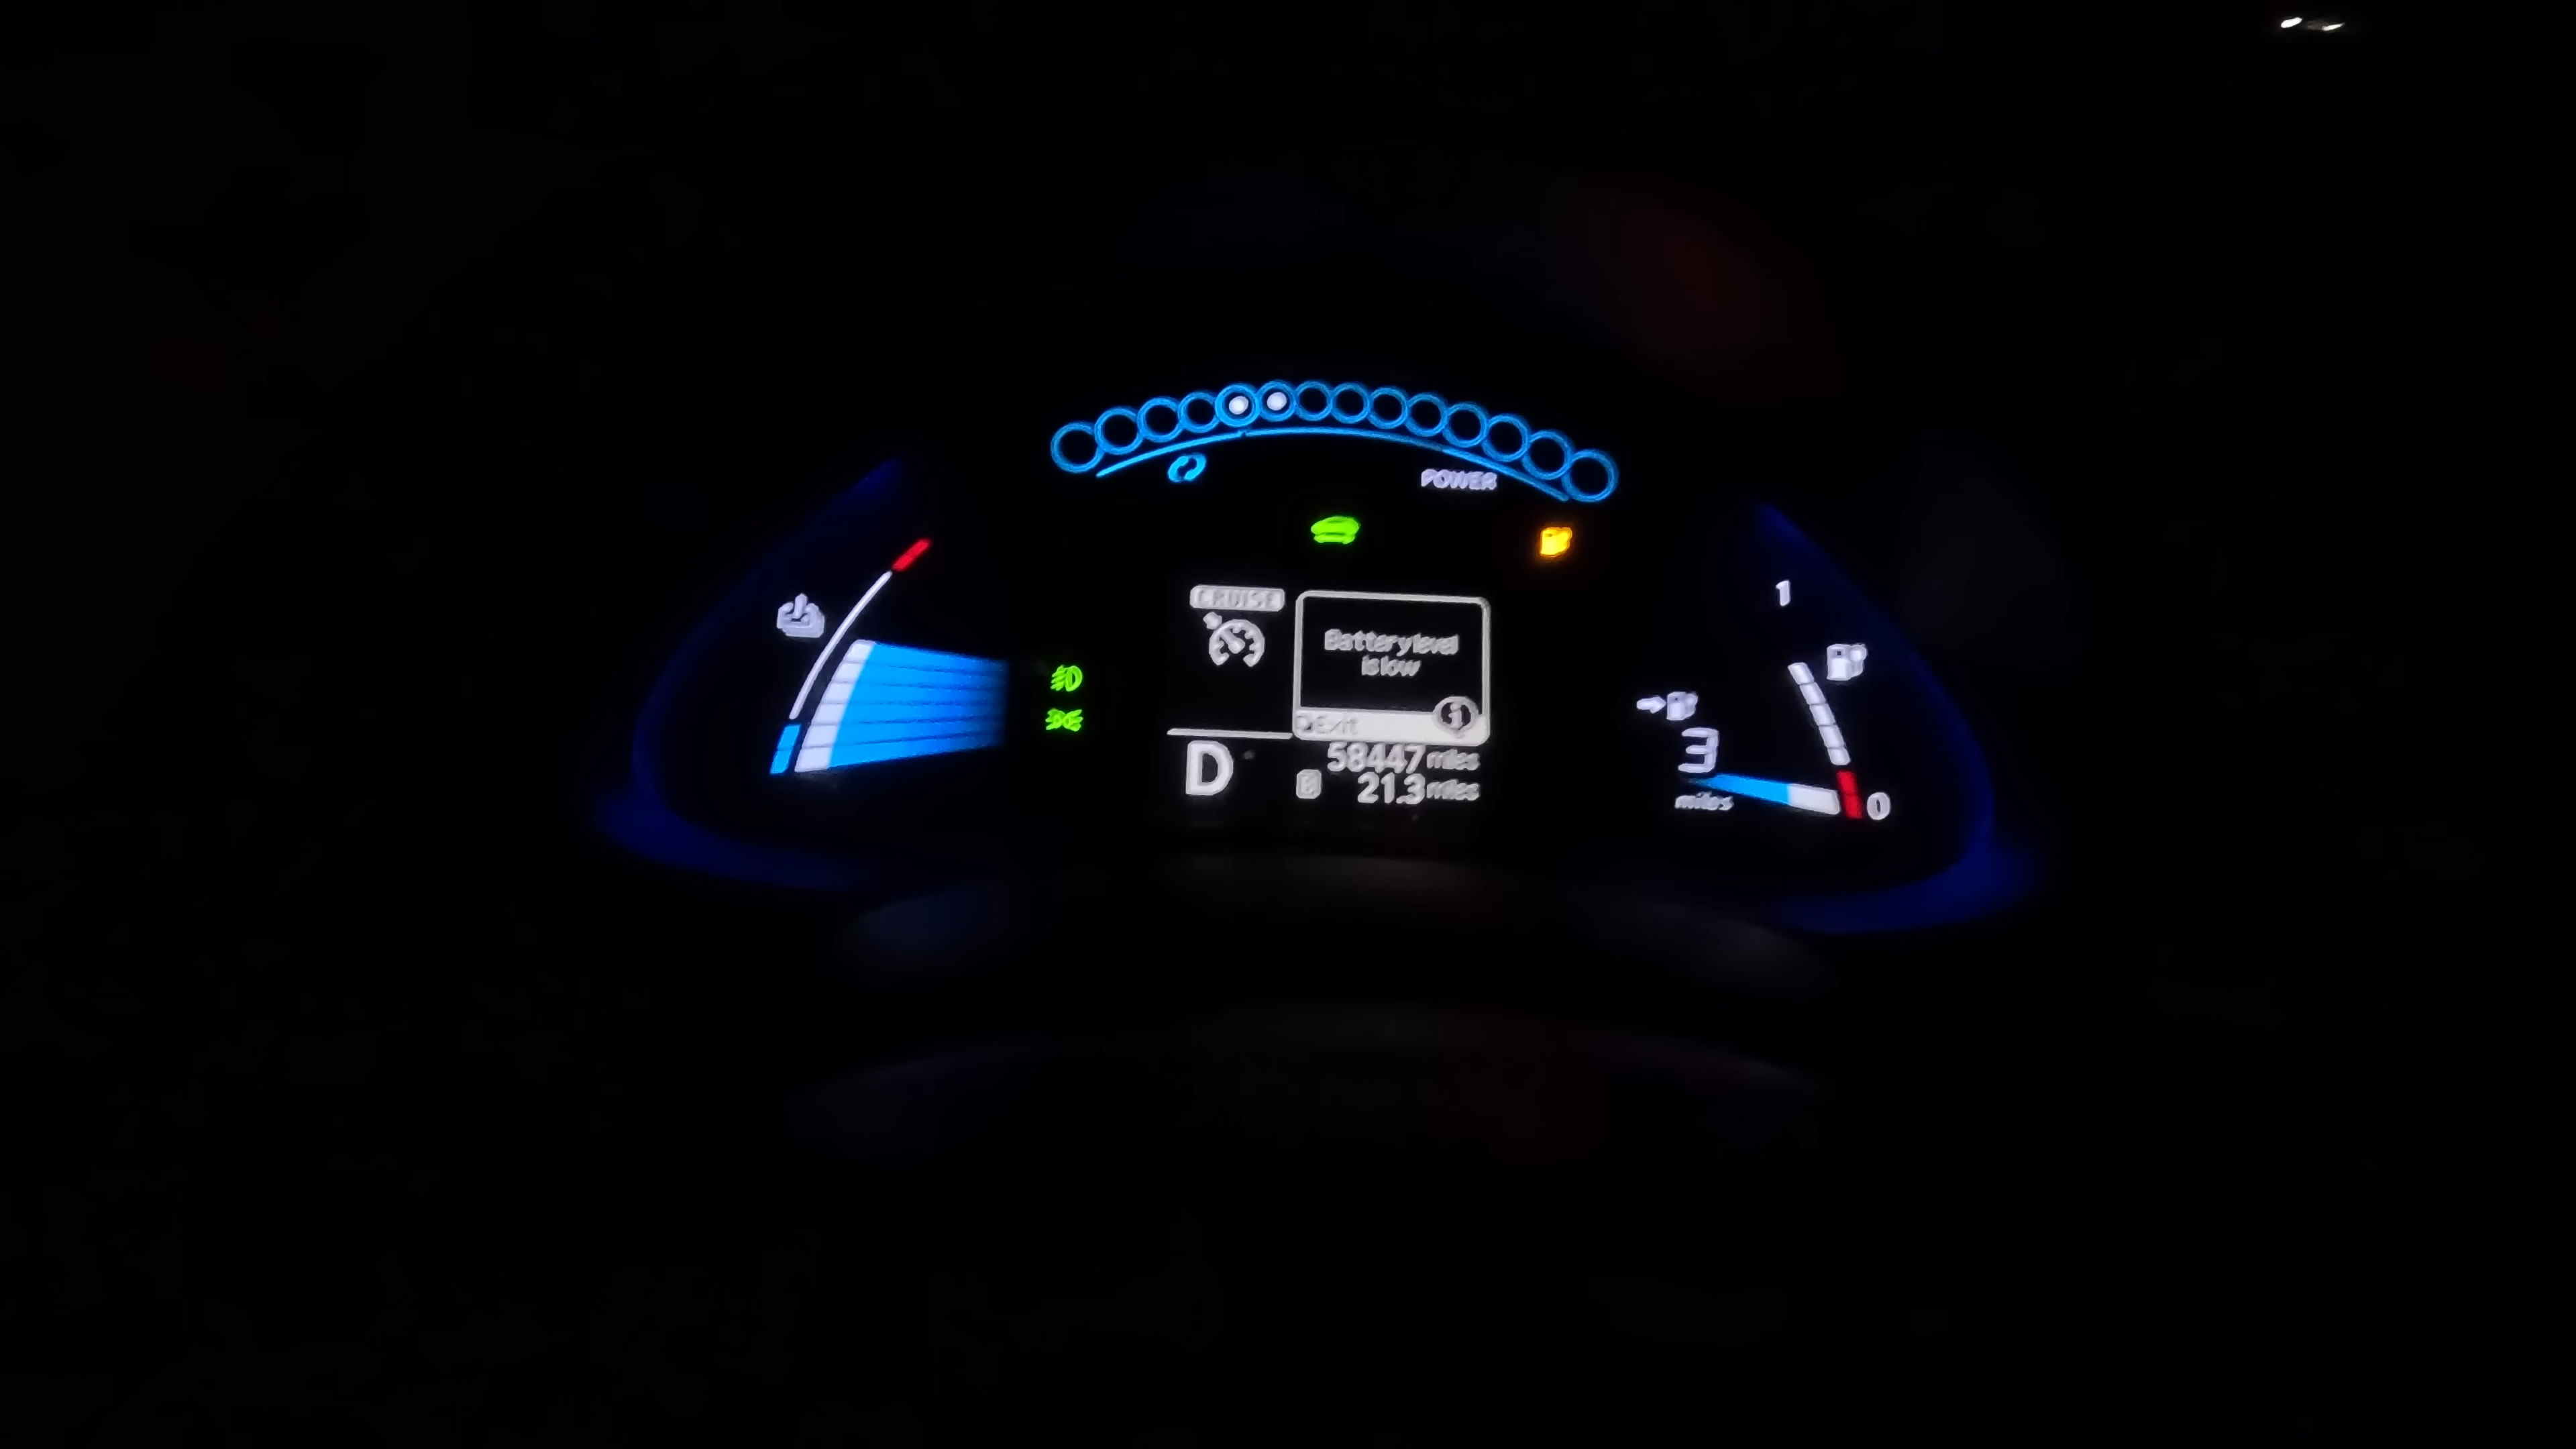 POWER
CRUISE
Battery level
is low
Exit
D
58447 miles
21.3 miles
1
3
miles
0